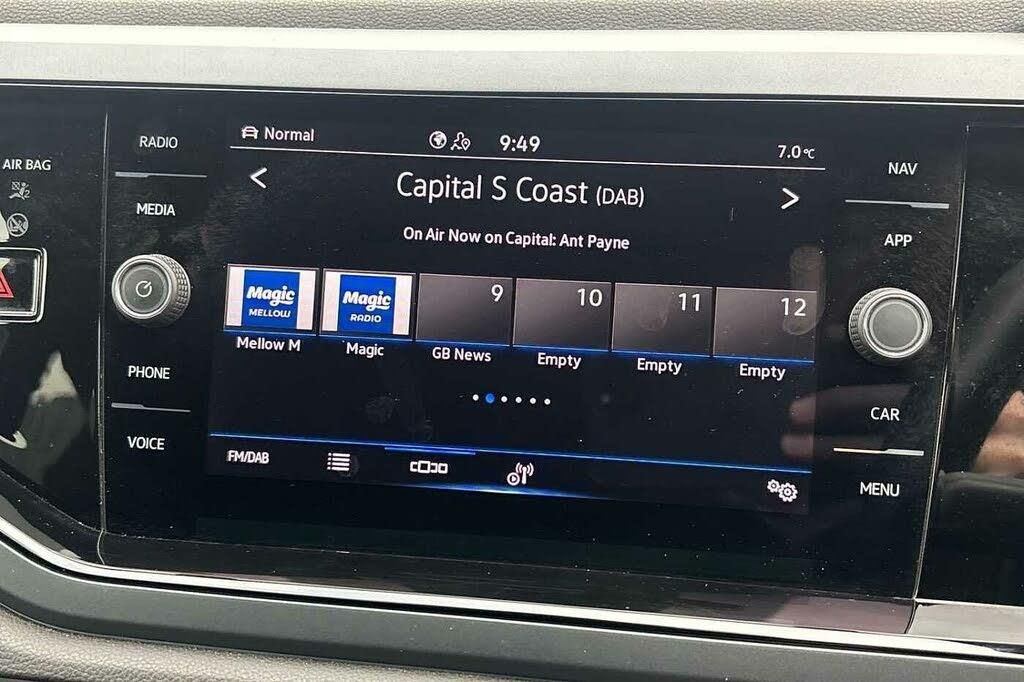 AIR BAG
RADIO
MEDIA
PHONE
VOICE
Normal
9:49
7.0°C
Capital S Coast (DAB)
On Air Now on Capital: Ant Payne
Magic
MELLOW
Mellow M
Magic
RADIO
Magic
9
GB News
10
Empty
11
Empty
12
Empty
FM/DAB
NAV
APP
CAR
MENU